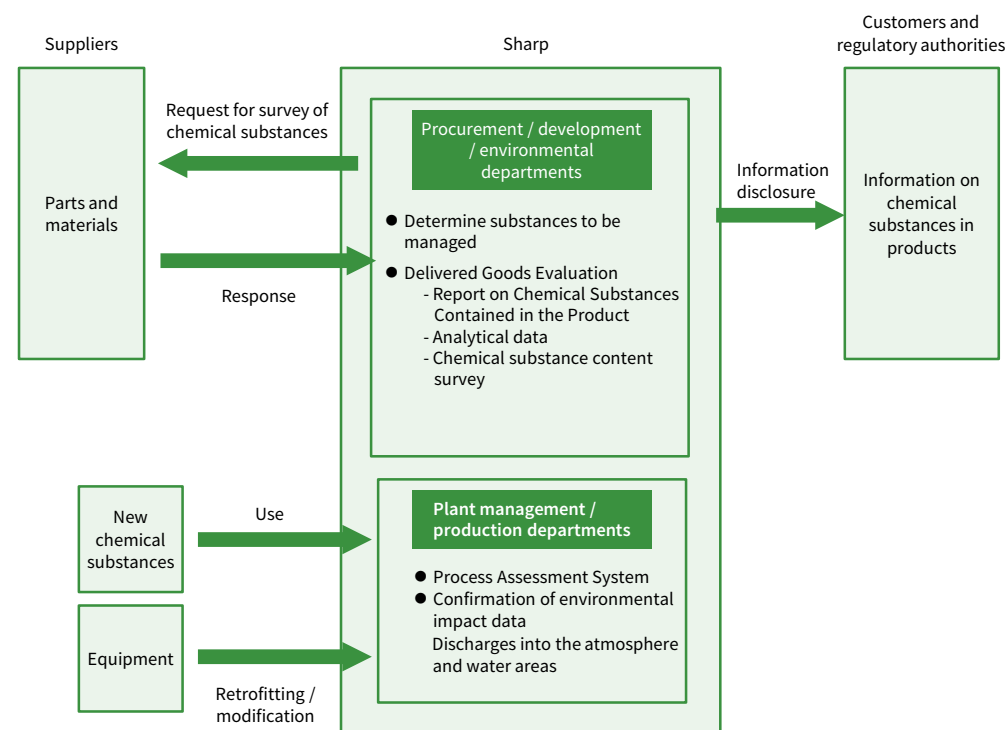 Suppliers
Sharp
Customers and
regulatory authorities
Request for survey of
chemical substances
Parts and
materials
Response
Procurement / development
/ environmental
departments
● Determine substances to be
managed
● Delivered Goods Evaluation
- Report on Chemical Substances
Contained in the Product
- Analytical data
- Chemical substance content
survey
Information
disclosure
Information on
chemical
substances in
products
New
chemical
substances
Use
Equipment
Retrofitting /
modification
Plant management /
production departments
● Process Assessment System
● Confirmation of environmental
impact data
Discharges into the atmosphere
and water areas